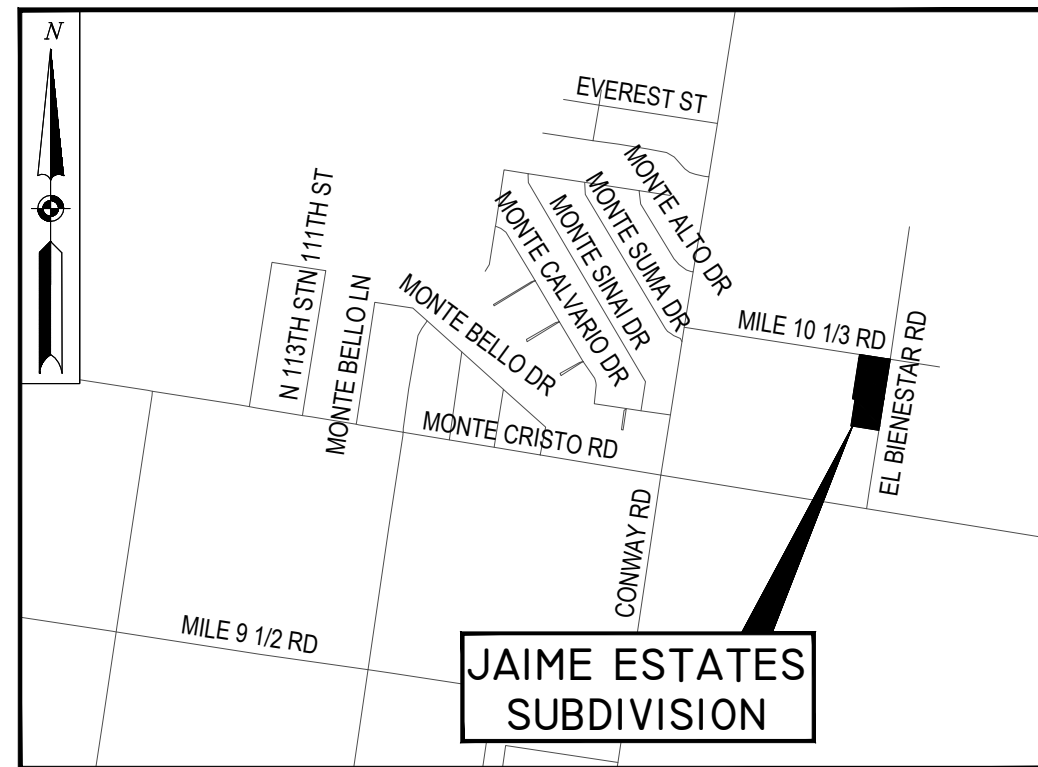 N
EVEREST ST
MONTE ALTO DR
MONTE SUMA DR
MONTE SINAI DR
MONTE CALVARIO DR
N 111TH ST
N 113TH ST
MONTE BELLO LN
MONTE BELLO DR
MILE 10 1/3 RD
EL BIENESTAR RD
MONTE CRISTO RD
CONWAY RD
MILE 9 1/2 RD
JAIME ESTATES
SUBDIVISION